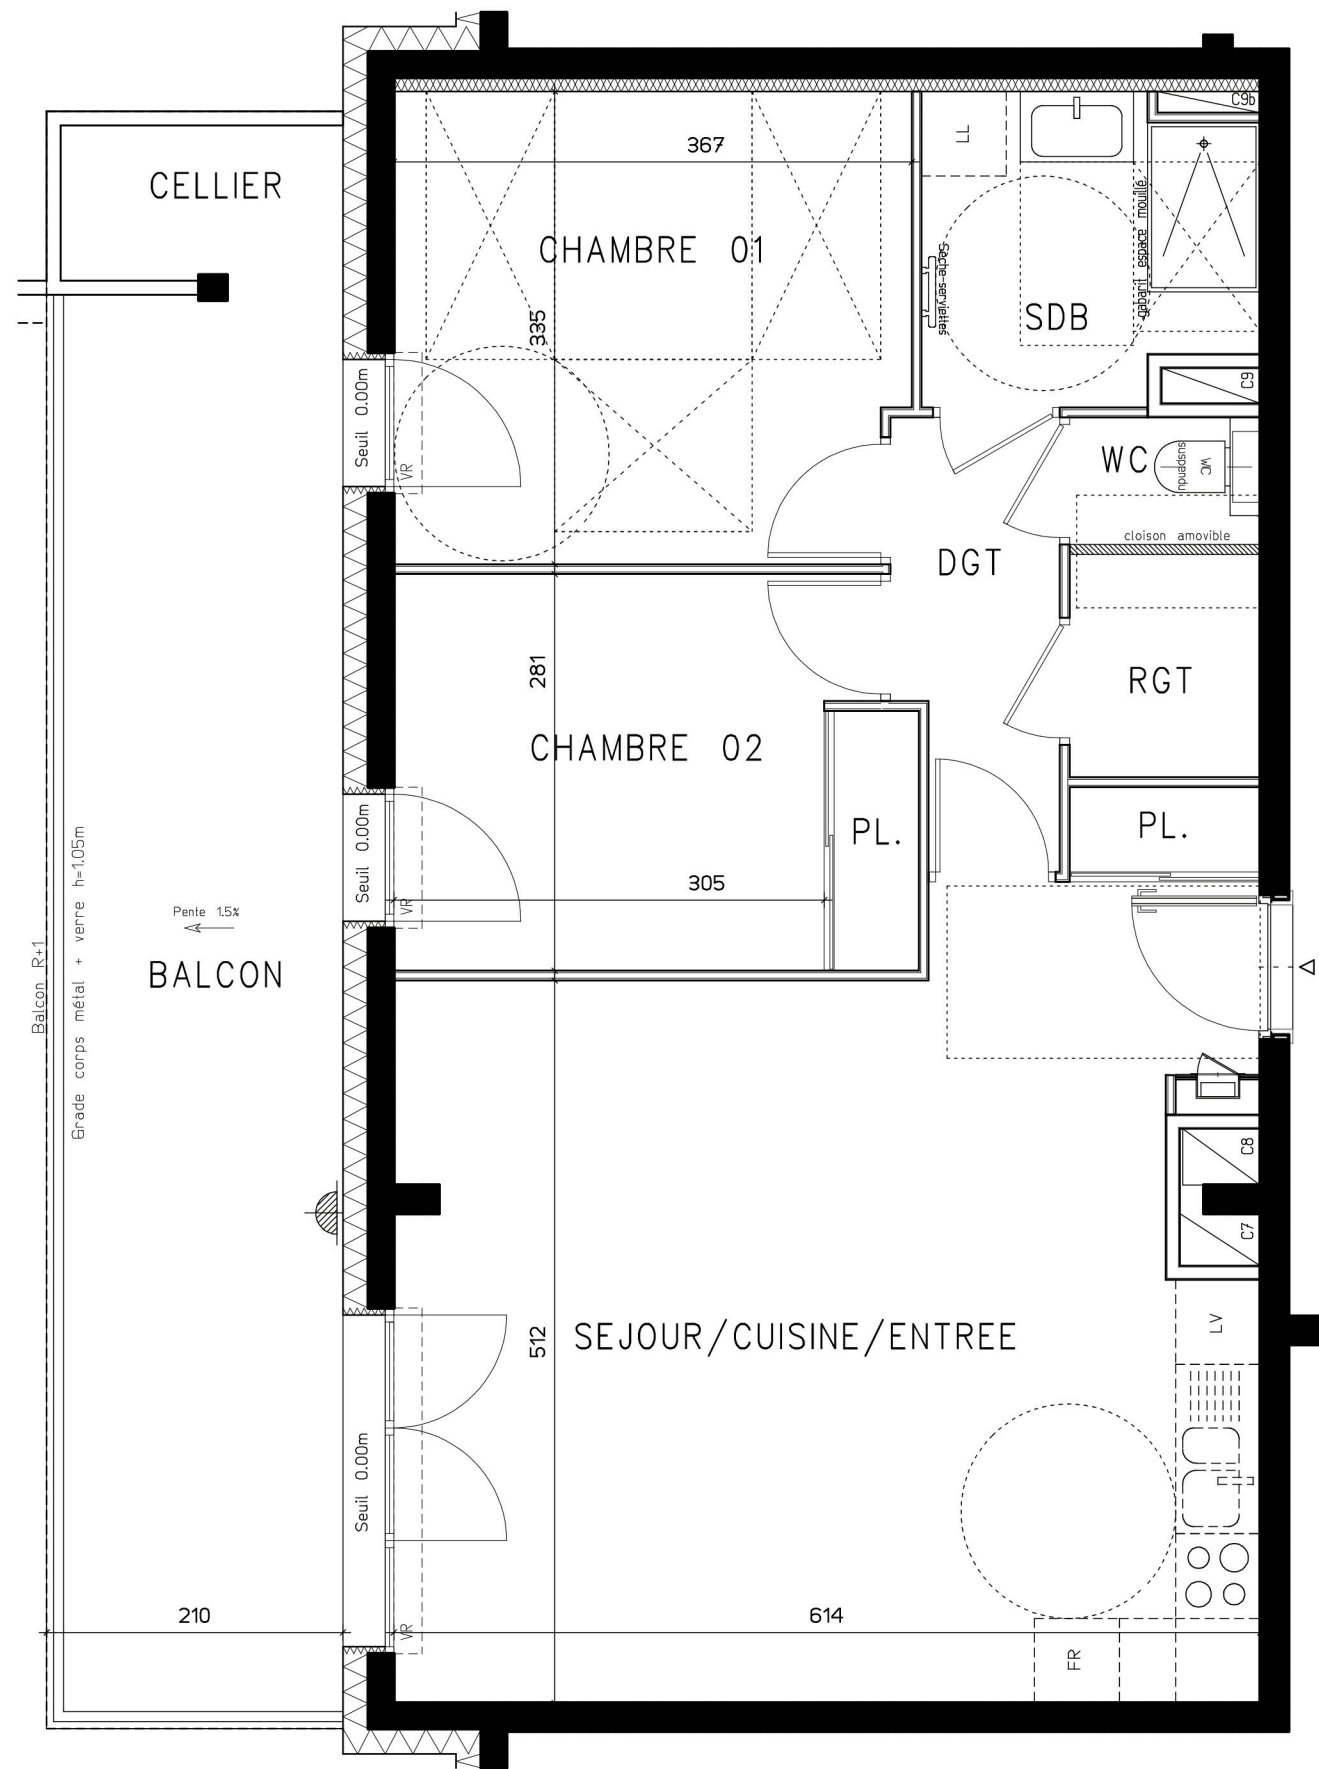 C9b
367
LL
CELLIER
CHAMBRE 01
gabarit espace mouillé
Sèche-serviettes
SDB
335
C9
Seuil 0.00m
VR
WC
suspendu
WC
cloison amovible
DGT
281
RGT
CHAMBRE 02
PL.
PL.
Seuil 0.00m
VR
305
Pente 1.5%
BALCON
Balcon R+1
Grade corps métal + verre h=1.05m
C8
C7
LV
512
SEJOUR/CUISINE/ENTREE
Seuil 0.00m
VR
210
614
FR